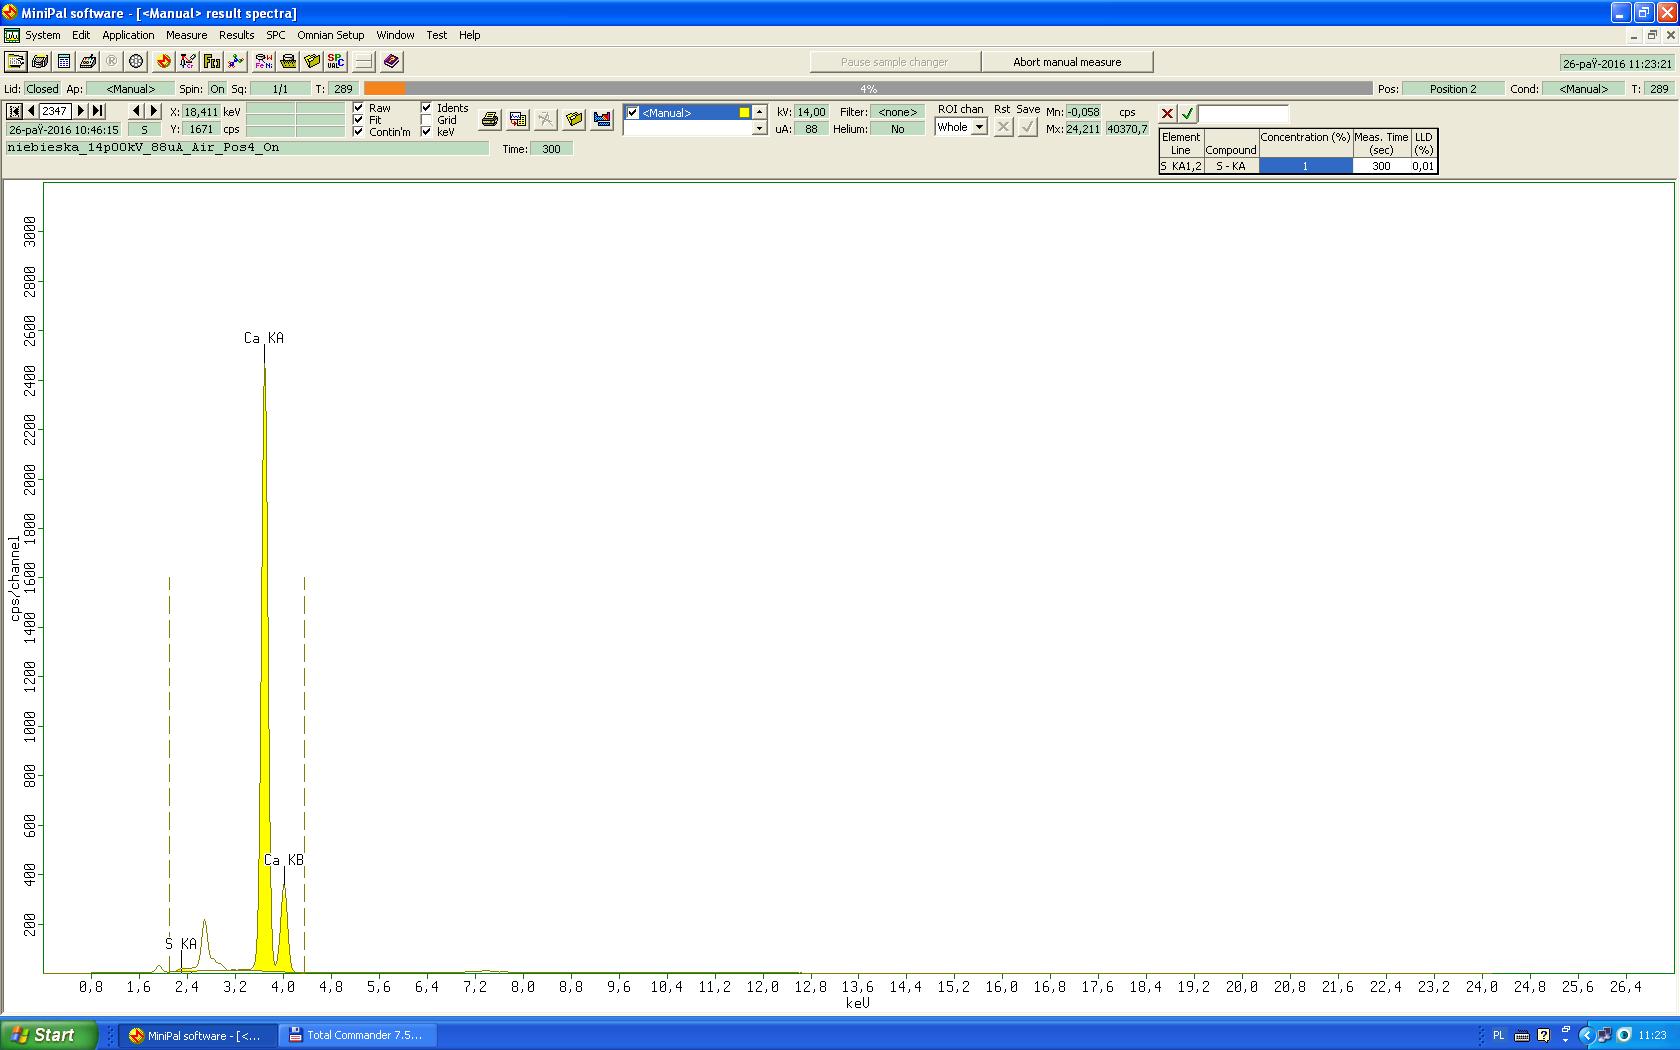 MiniPal software - [<Manual> result spectra]
System Edit Application Measure Results SPC Omnian Setup Window Test Help
Pause sample changer Abort manual measure 26-paŸ-2016 11:23:21
Lid: Closed Ap: <Manual> Spin: On Sq: 1/1 T: 289 4% Pos: Position 2 Cond: <Manual> T: 289
2347 X: 18,411 keV Raw Idents <Manual> kV: 14,00 Filter: <none> ROI chan Rst Save Mn: -0,058 cps
26-paŸ-2016 10:46:15 S Y: 1671 cps Fit Grid uA: 88 Helium: No Whole Mx: 24,211 40370,7
Contin'm keV
niebieska_14p00kV_88uA_Air_Pos4_On Time: 300
Element Line Compound Concentration (%) Meas. Time (sec) LLD (%)
S KA1,2 S - KA 1 300 0,01
3000
2800
2600
2400
2200
2000
1800
1600
1400
1200
1000
800
600
400
200
cps/channel
Ca KA
Ca KB
S KA
0,8 1,6 2,4 3,2 4,0 4,8 5,6 6,4 7,2 8,0 8,8 9,6 10,4 11,2 12,0 12,8 13,6 14,4 15,2 16,0 16,8 17,6 18,4 19,2 20,0 20,8 21,6 22,4 23,2 24,0 24,8 25,6 26,4
keV
Start MiniPal software - [<... Total Commander 7.5... PL 11:23